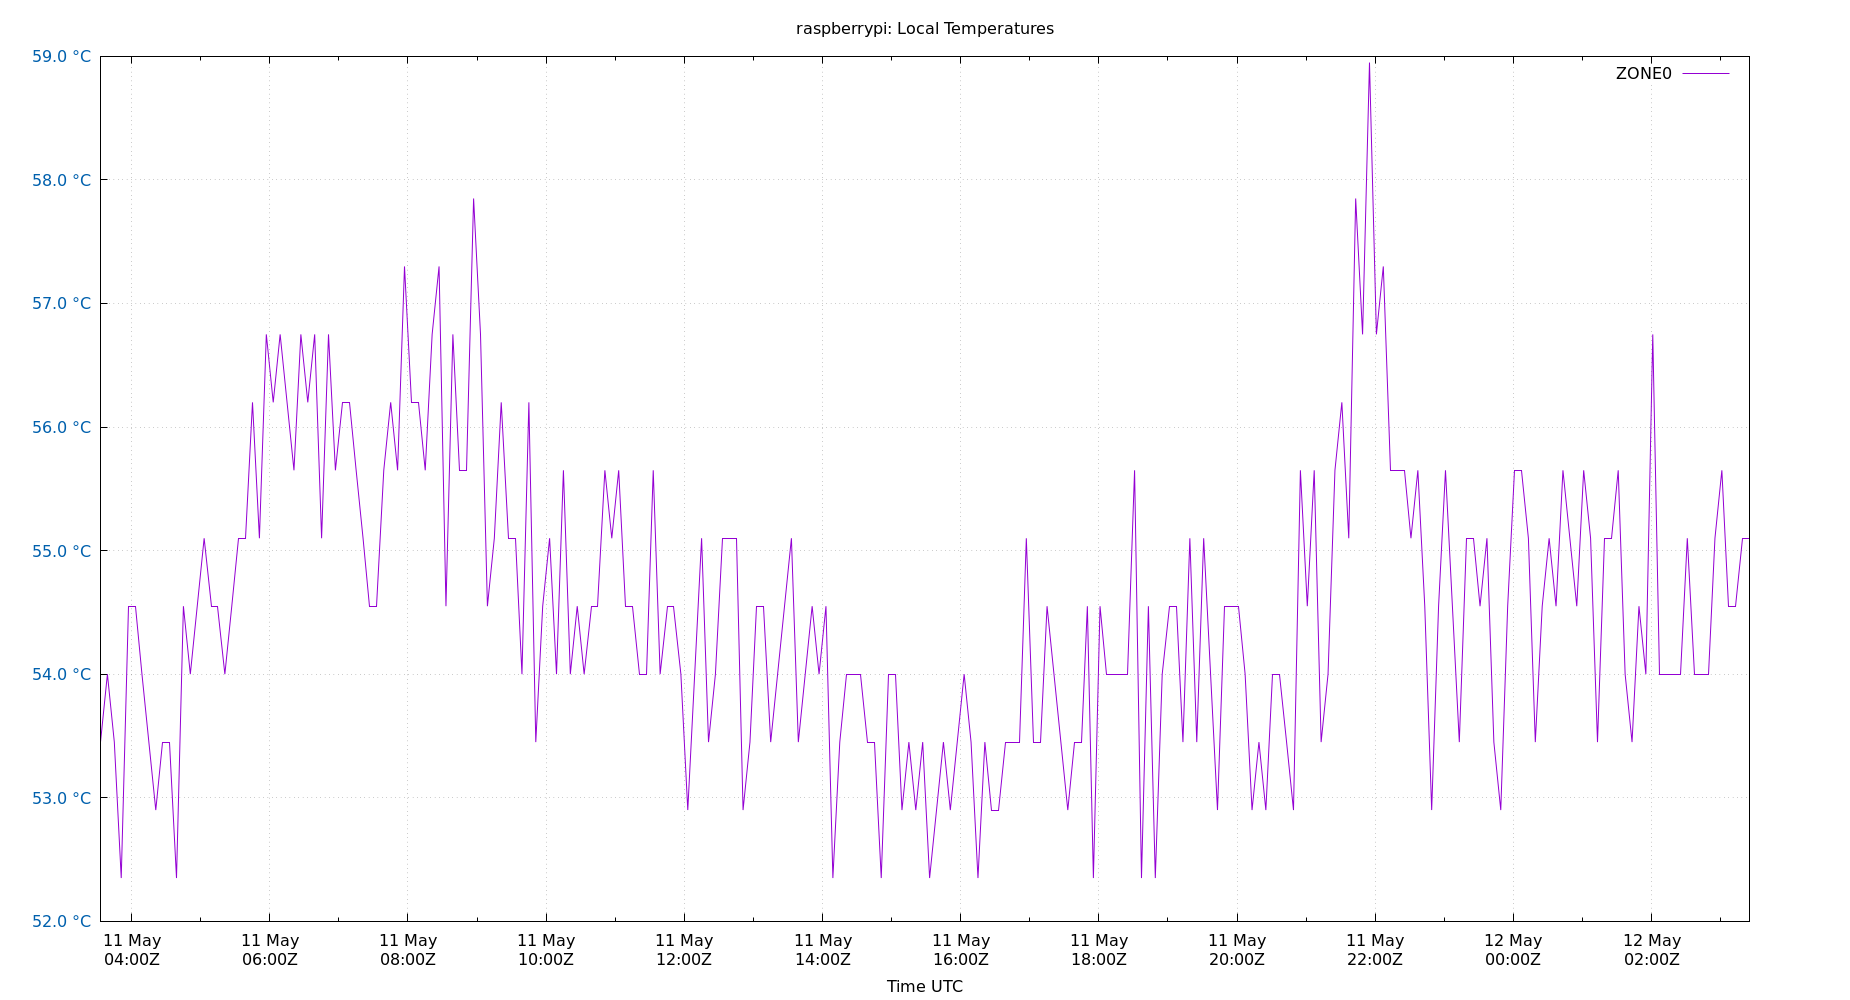 raspberrypi: Local Temperatures
59.0 °C
ZONE0
58.0 °C
57.0 °C
56.0 °C
55.0 °C
54.0 °C
53.0 °C
52.0 °C
11 May 11 May 11 May 11 May 11 May 11 May 11 May 11 May 11 May 11 May 12 May 12 May
04:00Z 06:00Z 08:00Z 10:00Z 12:00Z 14:00Z 16:00Z 18:00Z 20:00Z 22:00Z 00:00Z 02:00Z
Time UTC